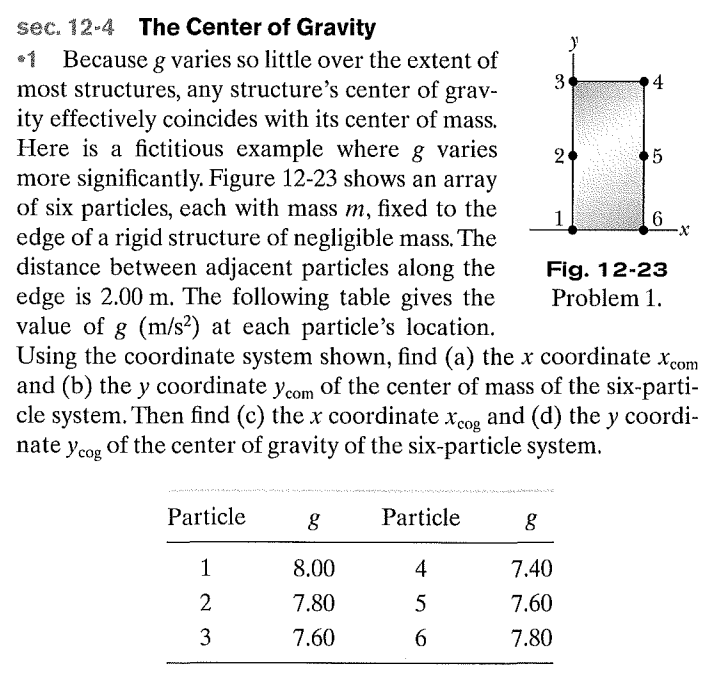 sec. 12-4 The Center of Gravity
•1 Because g varies so little over the extent of
most structures, any structure's center of grav-
ity effectively coincides with its center of mass.
Here is a fictitious example where g varies
more significantly. Figure 12-23 shows an array
of six particles, each with mass m, fixed to the
edge of a rigid structure of negligible mass. The
distance between adjacent particles along the
edge is 2.00 m. The following table gives the
value of g (m/s²) at each particle's location.
Using the coordinate system shown, find (a) the x coordinate xcom
and (b) the y coordinate ycom of the center of mass of the six-parti-
cle system. Then find (c) the x coordinate xcog and (d) the y coordi-
nate ycog of the center of gravity of the six-particle system.
y
3 4
2 5
1 6 x
Fig. 12-23
Problem 1.
Particle g Particle g
1 8.00 4 7.40
2 7.80 5 7.60
3 7.60 6 7.80